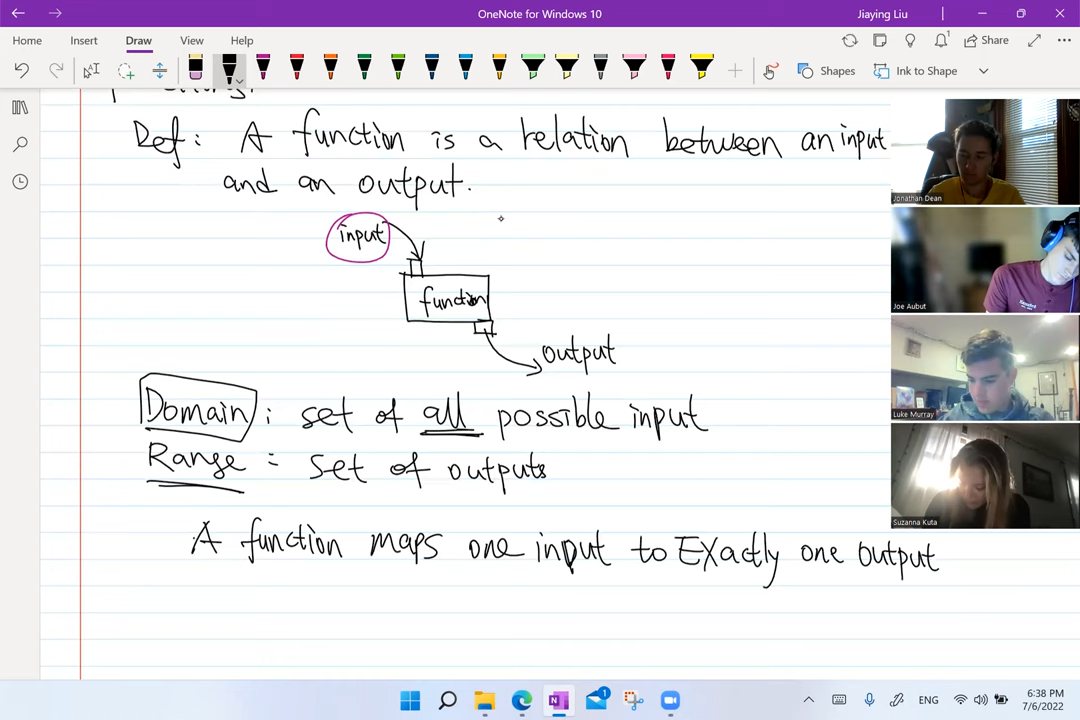 OneNote for Windows 10
Jiaying Liu
Home Insert Draw View Help
Share
Shapes
Ink to Shape
Def: A function is a relation between an input
and an output.
input
function
output
Domain: set of all possible input
Range: set of outputs
A function maps one input to EXactly one output
Jonathan Dean
Joe Aubut
Luke Murray
Suzanna Kuta
1
ENG
6:38 PM
7/6/2022